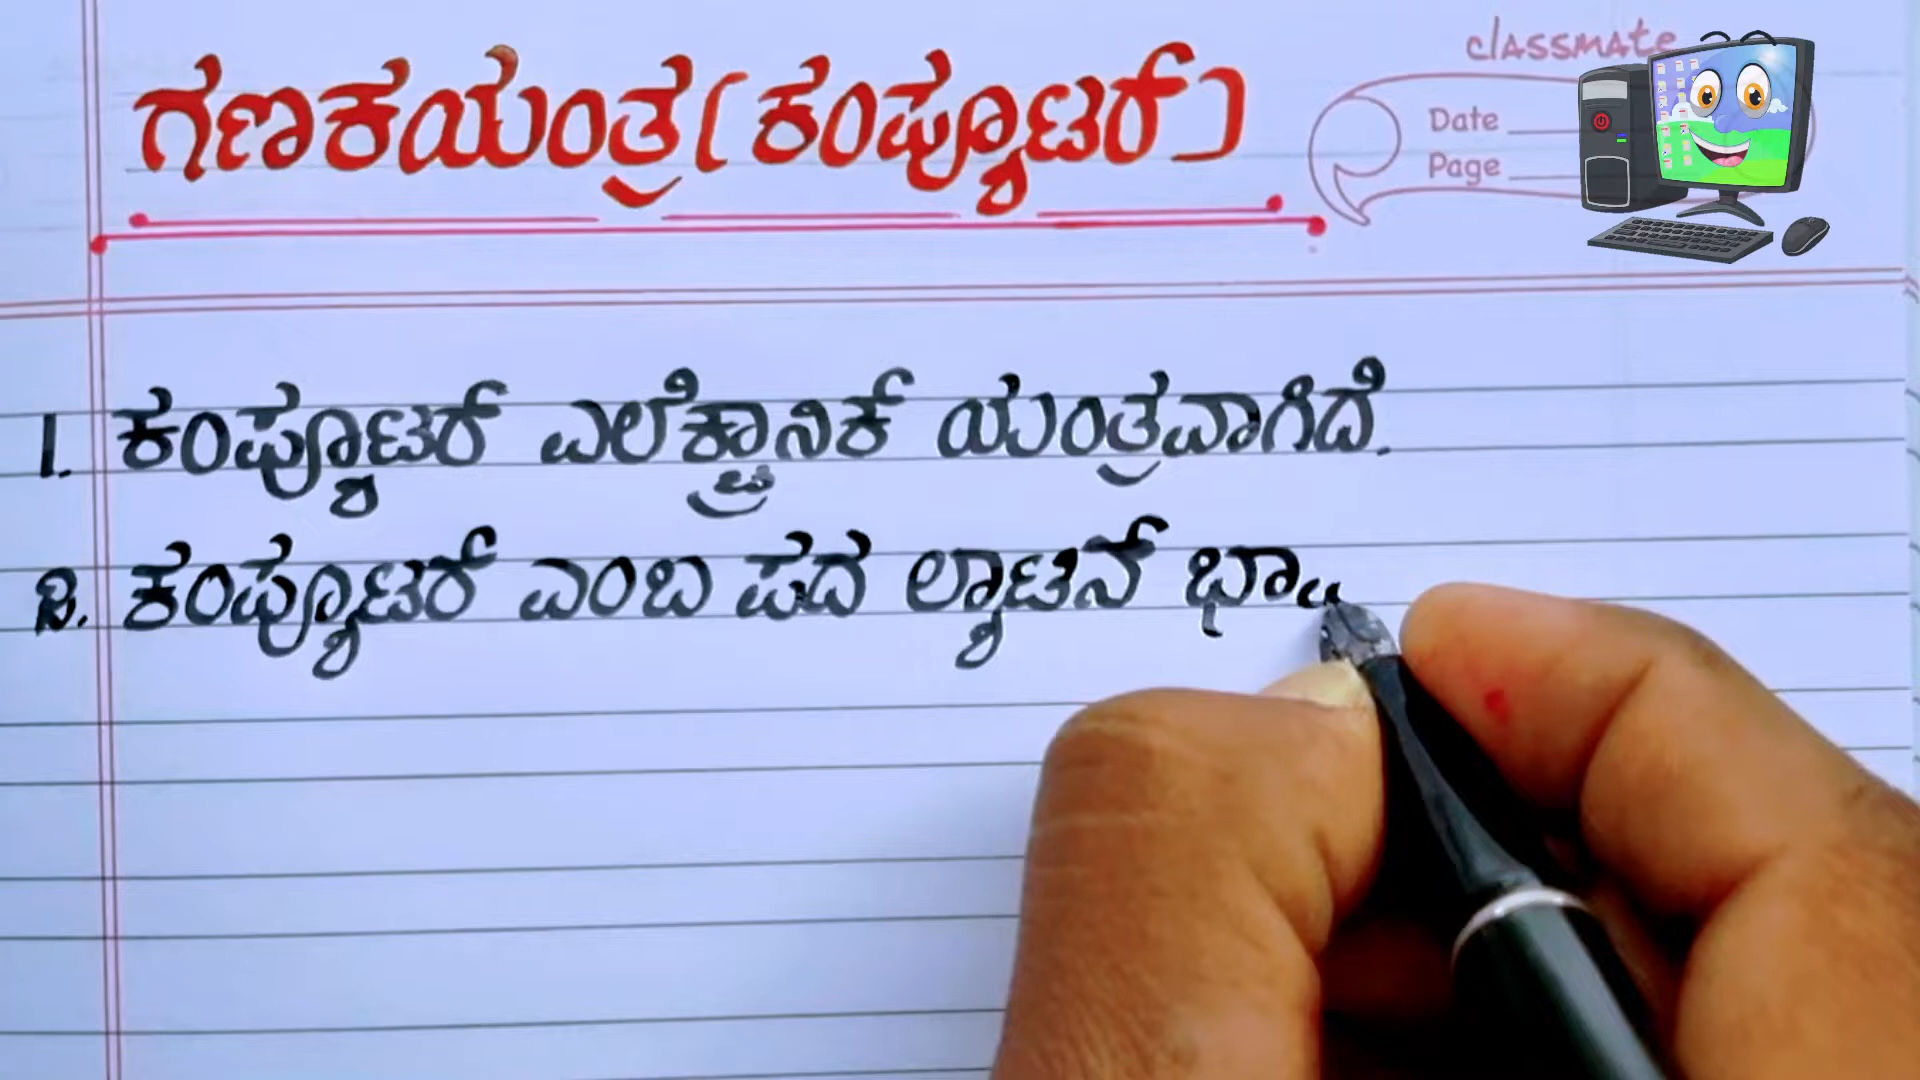 ಗಣಕಯಂತ್ರ(ಕಂಪ್ಯೂಟರ್)
classmate
Date
Page
1. ಕಂಪ್ಯೂಟರ್ ಎಲೆಕ್ಟ್ರಾನಿಕ್ ಯಂತ್ರವಾಗಿದೆ.
2. ಕಂಪ್ಯೂಟರ್ ಎಂಬ ಪದ ಲ್ಯಾಟಿನ್ ಭಾ